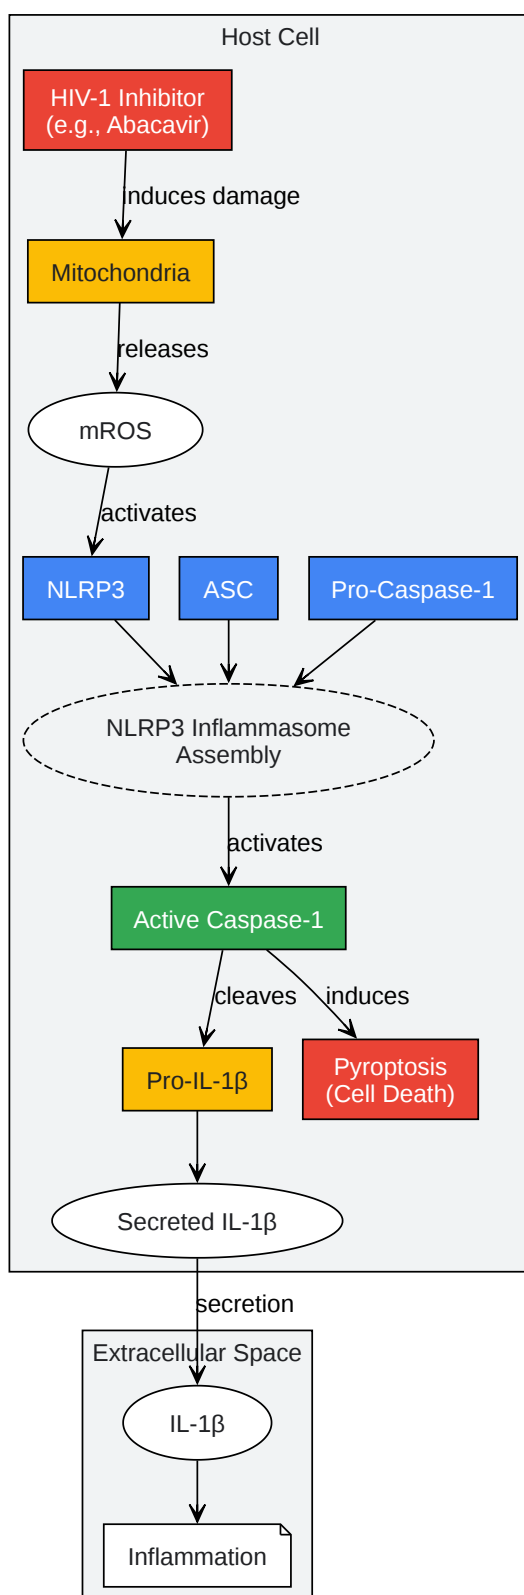 Host Cell
HIV-1 Inhibitor
(e.g., Abacavir)
induces damage
Mitochondria
releases
mROS
activates
NLRP3
ASC
Pro-Caspase-1
NLRP3 Inflammasome
Assembly
activates
Active Caspase-1
cleaves
induces
Pro-IL-1β
Pyroptosis
(Cell Death)
Secreted IL-1β
secretion
Extracellular Space
IL-1β
Inflammation